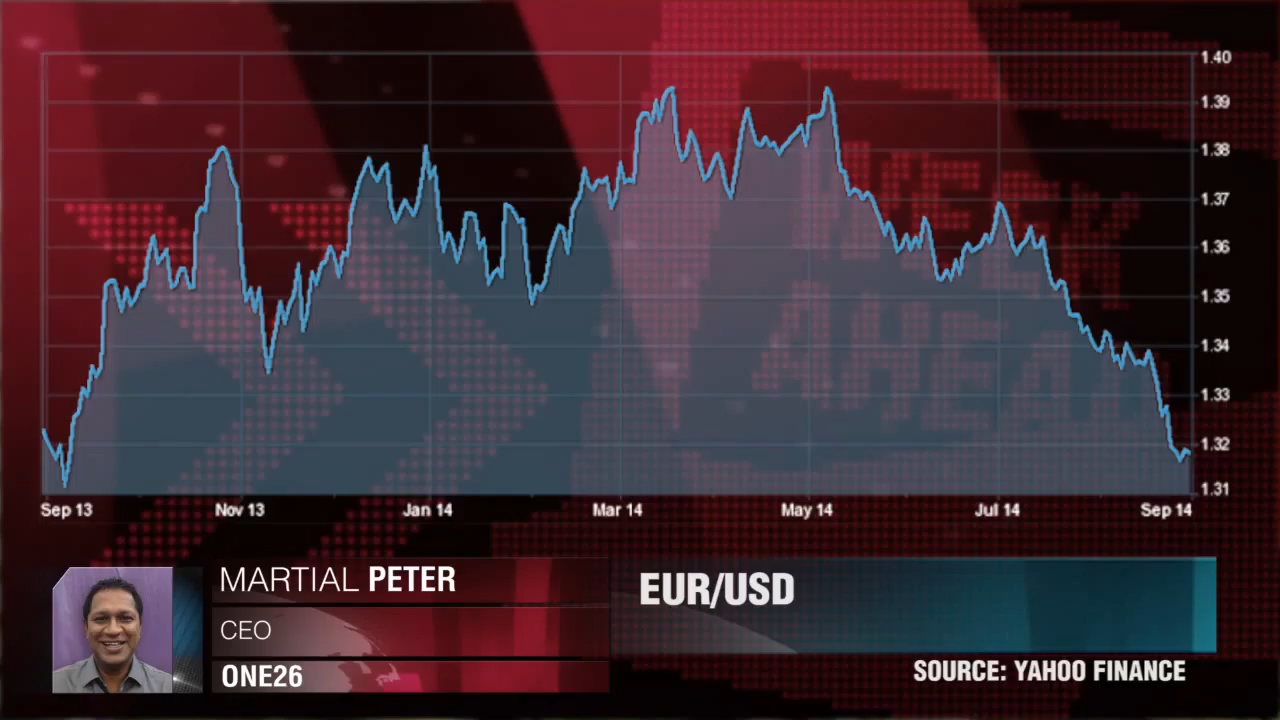 1.40
1.39
1.38
1.37
1.36
1.35
1.34
1.33
1.32
1.31
Sep 13 Nov 13 Jan 14 Mar 14 May 14 Jul 14 Sep 14
WEEK
AHEAD
MARTIAL PETER
CEO
ONE26
EUR/USD
SOURCE: YAHOO FINANCE